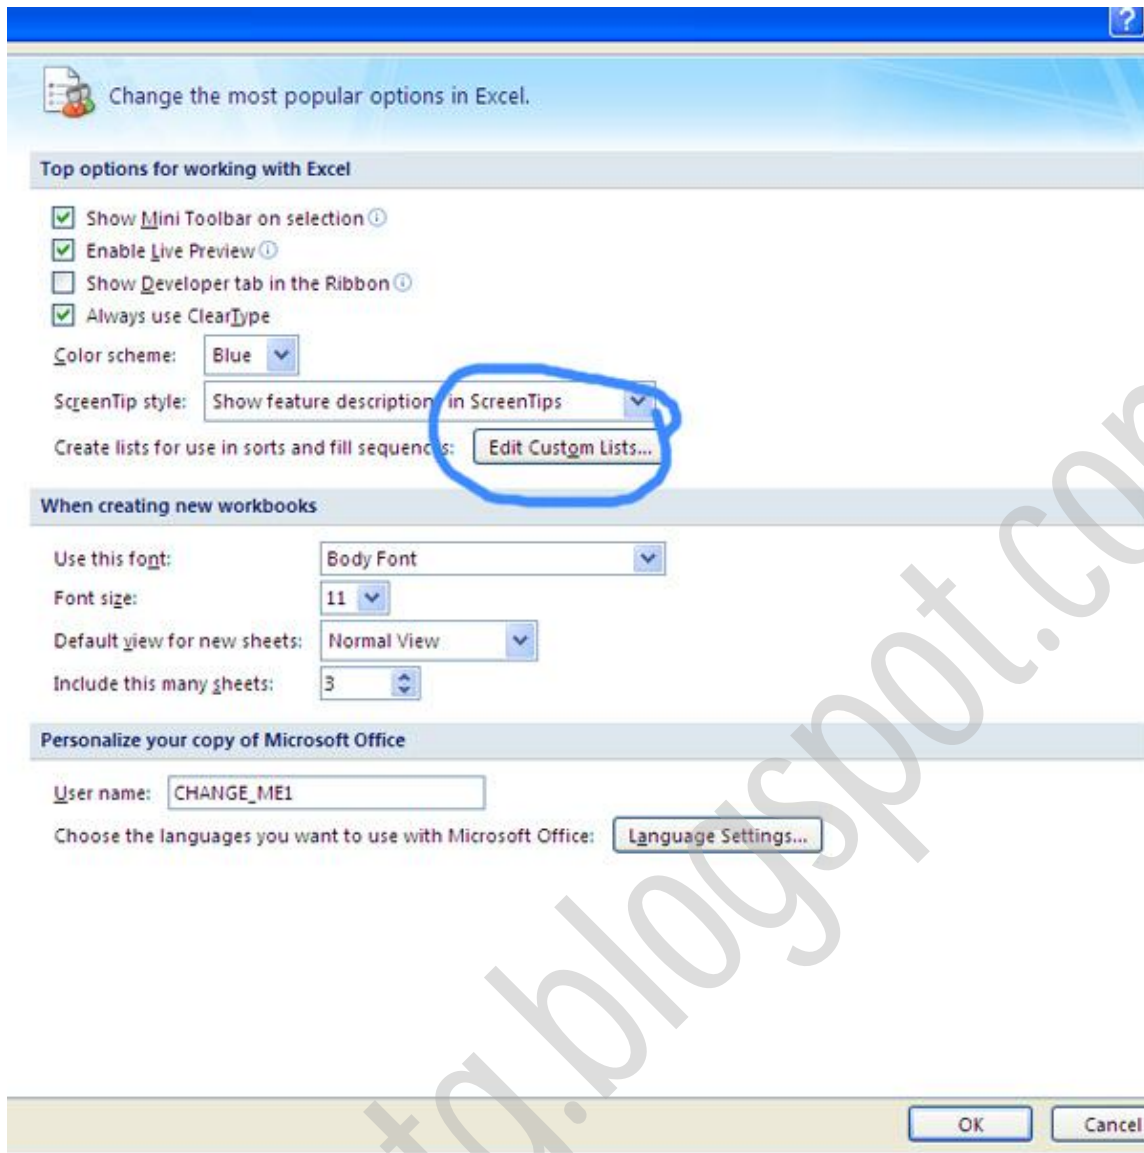 ?
Change the most popular options in Excel.
Top options for working with Excel
Show Mini Toolbar on selection
Enable Live Preview
Show Developer tab in the Ribbon
Always use ClearType
Color scheme: Blue
ScreenTip style: Show feature descriptions in ScreenTips
Create lists for use in sorts and fill sequences: Edit Custom Lists...
When creating new workbooks
Use this font: Body Font
Font size: 11
Default view for new sheets: Normal View
Include this many sheets: 3
Personalize your copy of Microsoft Office
User name: CHANGE_ME1
Choose the languages you want to use with Microsoft Office: Language Settings...
OK Cancel
tg.blogspot.co